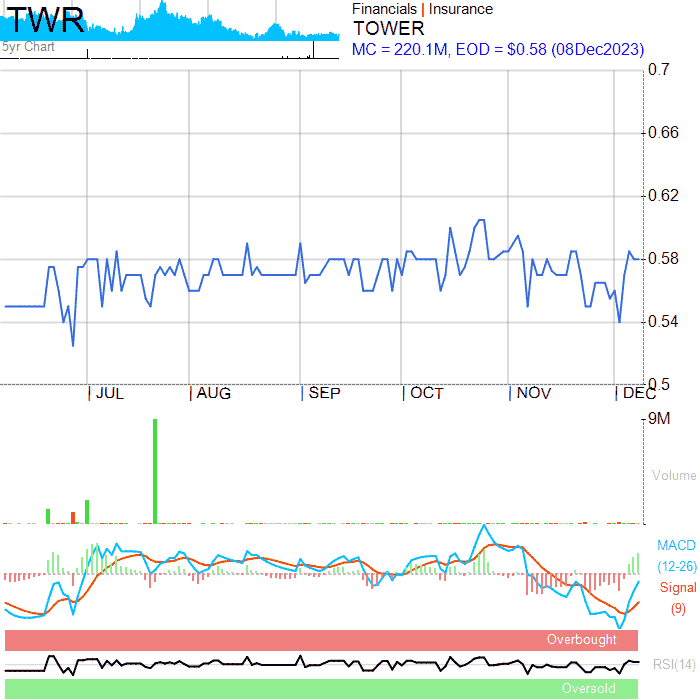 TWR
5yr Chart
Financials | Insurance
TOWER
MC = 220.1M, EOD = $0.58 (08Dec2023)
0.7
0.66
0.62
0.58
0.54
0.5
JUL AUG SEP OCT NOV DEC
9M
Volume
MACD
(12-26)
Signal
(9)
Overbought
RSI(14)
Oversold